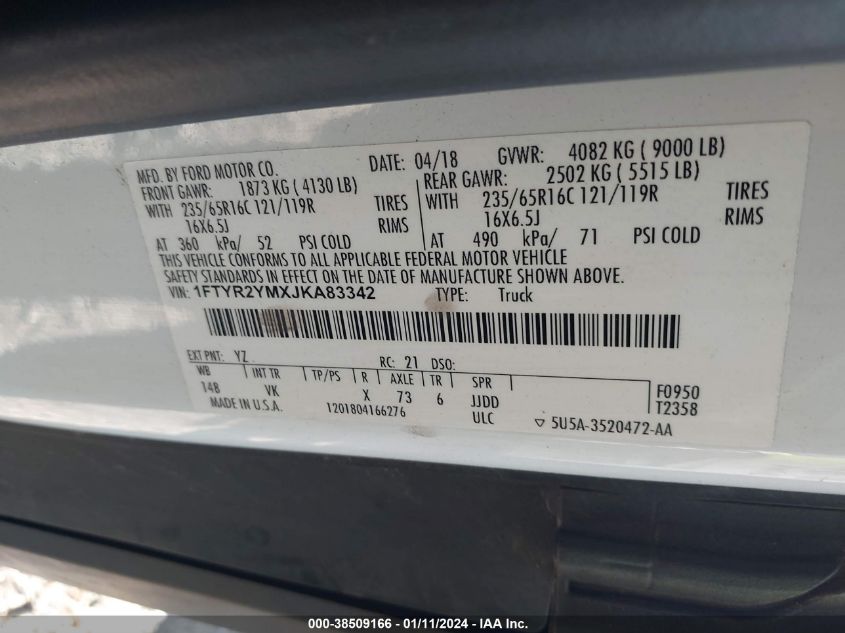 MFD. BY FORD MOTOR CO. DATE: 04/18 GVWR: 4082 KG ( 9000 LB)
FRONT GAWR: 1873 KG ( 4130 LB) REAR GAWR: 2502 KG ( 5515 LB)
WITH 235/65R16C 121/119R TIRES WITH 235/65R16C 121/119R TIRES
16X6.5J RIMS 16X6.5J RIMS
AT 360 kPa/ 52 PSI COLD AT 490 kPa/ 71 PSI COLD
THIS VEHICLE CONFORMS TO ALL APPLICABLE FEDERAL MOTOR VEHICLE
SAFETY STANDARDS IN EFFECT ON THE DATE OF MANUFACTURE SHOWN ABOVE.
VIN: 1FTYR2YMXJKA83342 TYPE: Truck
EXT PNT: YZ RC: 21 DSO:
WB INT TR TP/PS R AXLE TR SPR
148 VK X 73 6 JJDD F0950
MADE IN U.S.A. 1201804166276 ULC T2358
5U5A-3520472-AA
000-38509166 - 01/11/2024 - IAA Inc.